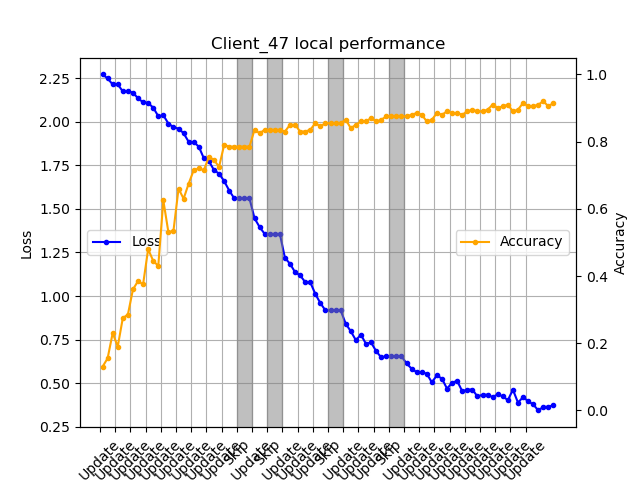 Client_47 local performance
2.25
2.00
1.75
1.50
1.25
1.00
0.75
0.50
0.25
Loss
Loss
Accuracy
1.0
0.8
0.6
0.4
0.2
0.0
Accuracy
Update
Update
Update
Update
Update
Update
Update
Update
Update
Skip
Update
Skip
Update
Update
Update
Skip
Update
Update
Update
Skip
Update
Update
Update
Update
Update
Update
Update
Update
Update